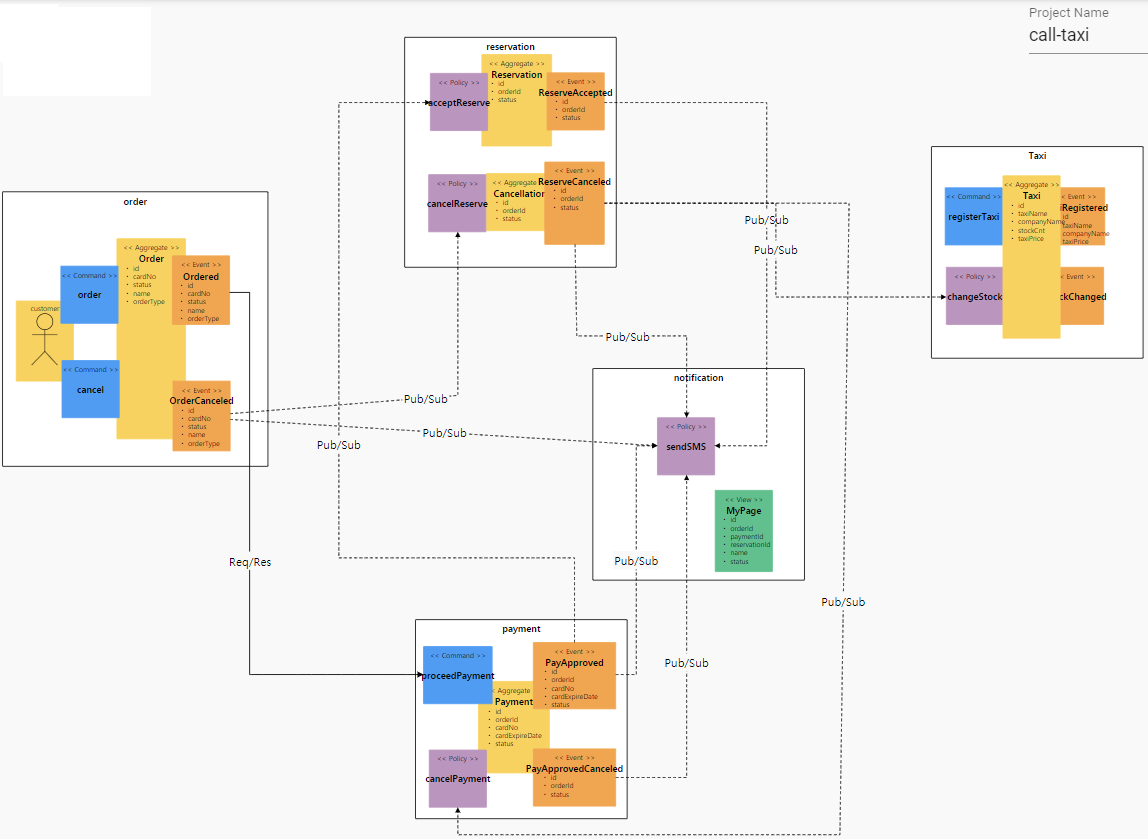 Project Name
call-taxi
reservation
<< Aggregate >>
Reservation
id
orderId
status
<< Policy >>
acceptReserve
<< Event >>
ReserveAccepted
id
orderId
status
<< Policy >>
cancelReserve
<< Aggregate
Cancellation
id
orderId
status
<< Event >>
ReserveCanceled
id
orderId
status
Taxi
<< Command >>
registerTaxi
<< Aggregate >>
Taxi
id
taxiName
companyName
stockCnt
taxiPrice
Event >>
iRegistered
id
taxiName
companyName
taxiPrice
<< Policy >>
changeStock
Event >>
ckChanged
order
<< Aggregate >>
Order
id
cardNo
status
name
orderType
<< Command >>
order
<< Event >>
Ordered
id
cardNo
status
name
orderType
customer
<< Command >>
cancel
<< Event >>
OrderCanceled
id
cardNo
status
name
orderType
Pub/Sub
Pub/Sub
Pub/Sub
Pub/Sub
Pub/Sub
Pub/Sub
notification
<< Policy >>
sendSMS
<< View >>
MyPage
id
orderid
paymentId
reservationId
name
status
Req/Res
Pub/Sub
Pub/Sub
Pub/Sub
payment
<< Command >>
proceedPayment
<< Event >>
PayApproved
id
orderId
cardNo
cardExpireDate
status
Aggregate
Payment
id
orderId
cardNo
cardExpireDate
status
<< Policy >>
cancelPayment
<< Event >>
PayApprovedCanceled
id
orderId
status